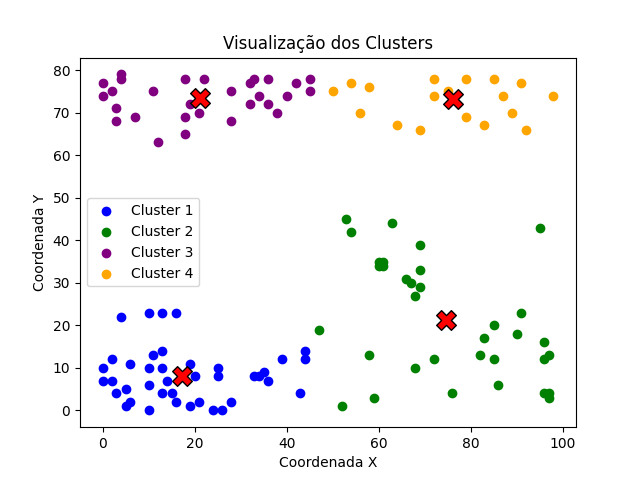 Visualização dos Clusters
Coordenada Y
80
70
60
50
40
30
20
10
0
Cluster 1
Cluster 2
Cluster 3
Cluster 4
0 20 40 60 80 100
Coordenada X